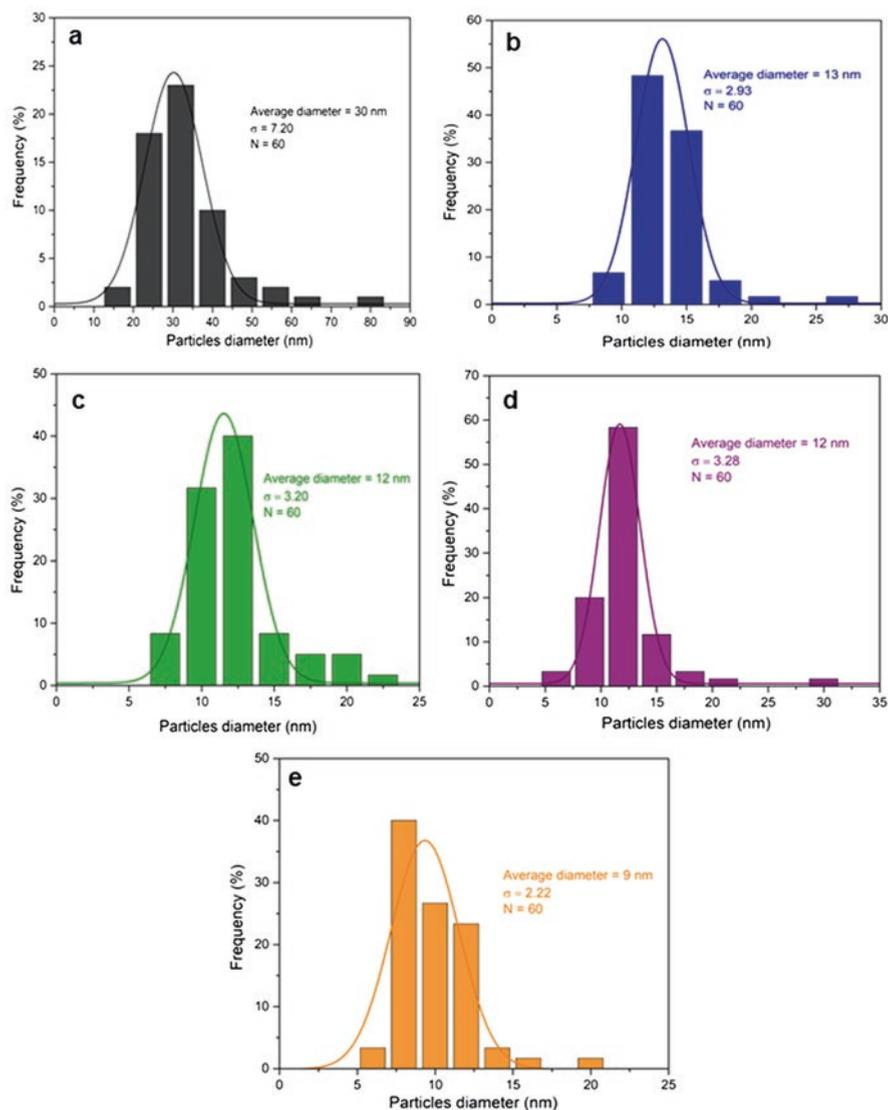 a
Average diameter = 30 nm
σ = 7.20
N = 60
Frequency (%)
30
25
20
15
10
5
0
0 10 20 30 40 50 60 70 80 90
Particles diameter (nm)
b
Average diameter = 13 nm
σ = 2.93
N = 60
Frequency (%)
60
50
40
30
20
10
0
0 5 10 15 20 25 30
Particles diameter (nm)
c
Average diameter = 12 nm
σ = 3.20
N = 60
Frequency (%)
50
40
30
20
10
0
0 5 10 15 20 25
Particles diameter (nm)
d
Average diameter = 12 nm
σ = 3.28
N = 60
Frequency (%)
70
60
50
40
30
20
10
0
0 5 10 15 20 25 30 35
Particles diameter (nm)
e
Average diameter = 9 nm
σ = 2.22
N = 60
Frequency (%)
50
40
30
20
10
0
0 5 10 15 20 25
Particles diameter (nm)